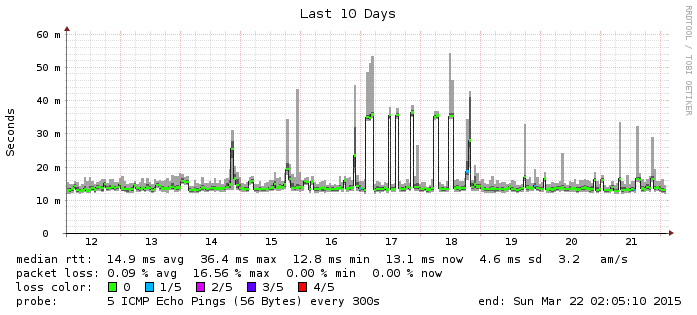 Last 10 Days
RRDTOOL / TOBI OETIKER
60 m
50 m
40 m
30 m
20 m
10 m
0
Seconds
12 13 14 15 16 17 18 19 20 21
median rtt: 14.9 ms avg 36.4 ms max 12.8 ms min 13.1 ms now 4.6 ms sd 3.2 am/s
packet loss: 0.09 % avg 16.56 % max 0.00 % min 0.00 % now
loss color: 0 1/5 2/5 3/5 4/5
probe: 5 ICMP Echo Pings (56 Bytes) every 300s end: Sun Mar 22 02:05:10 2015